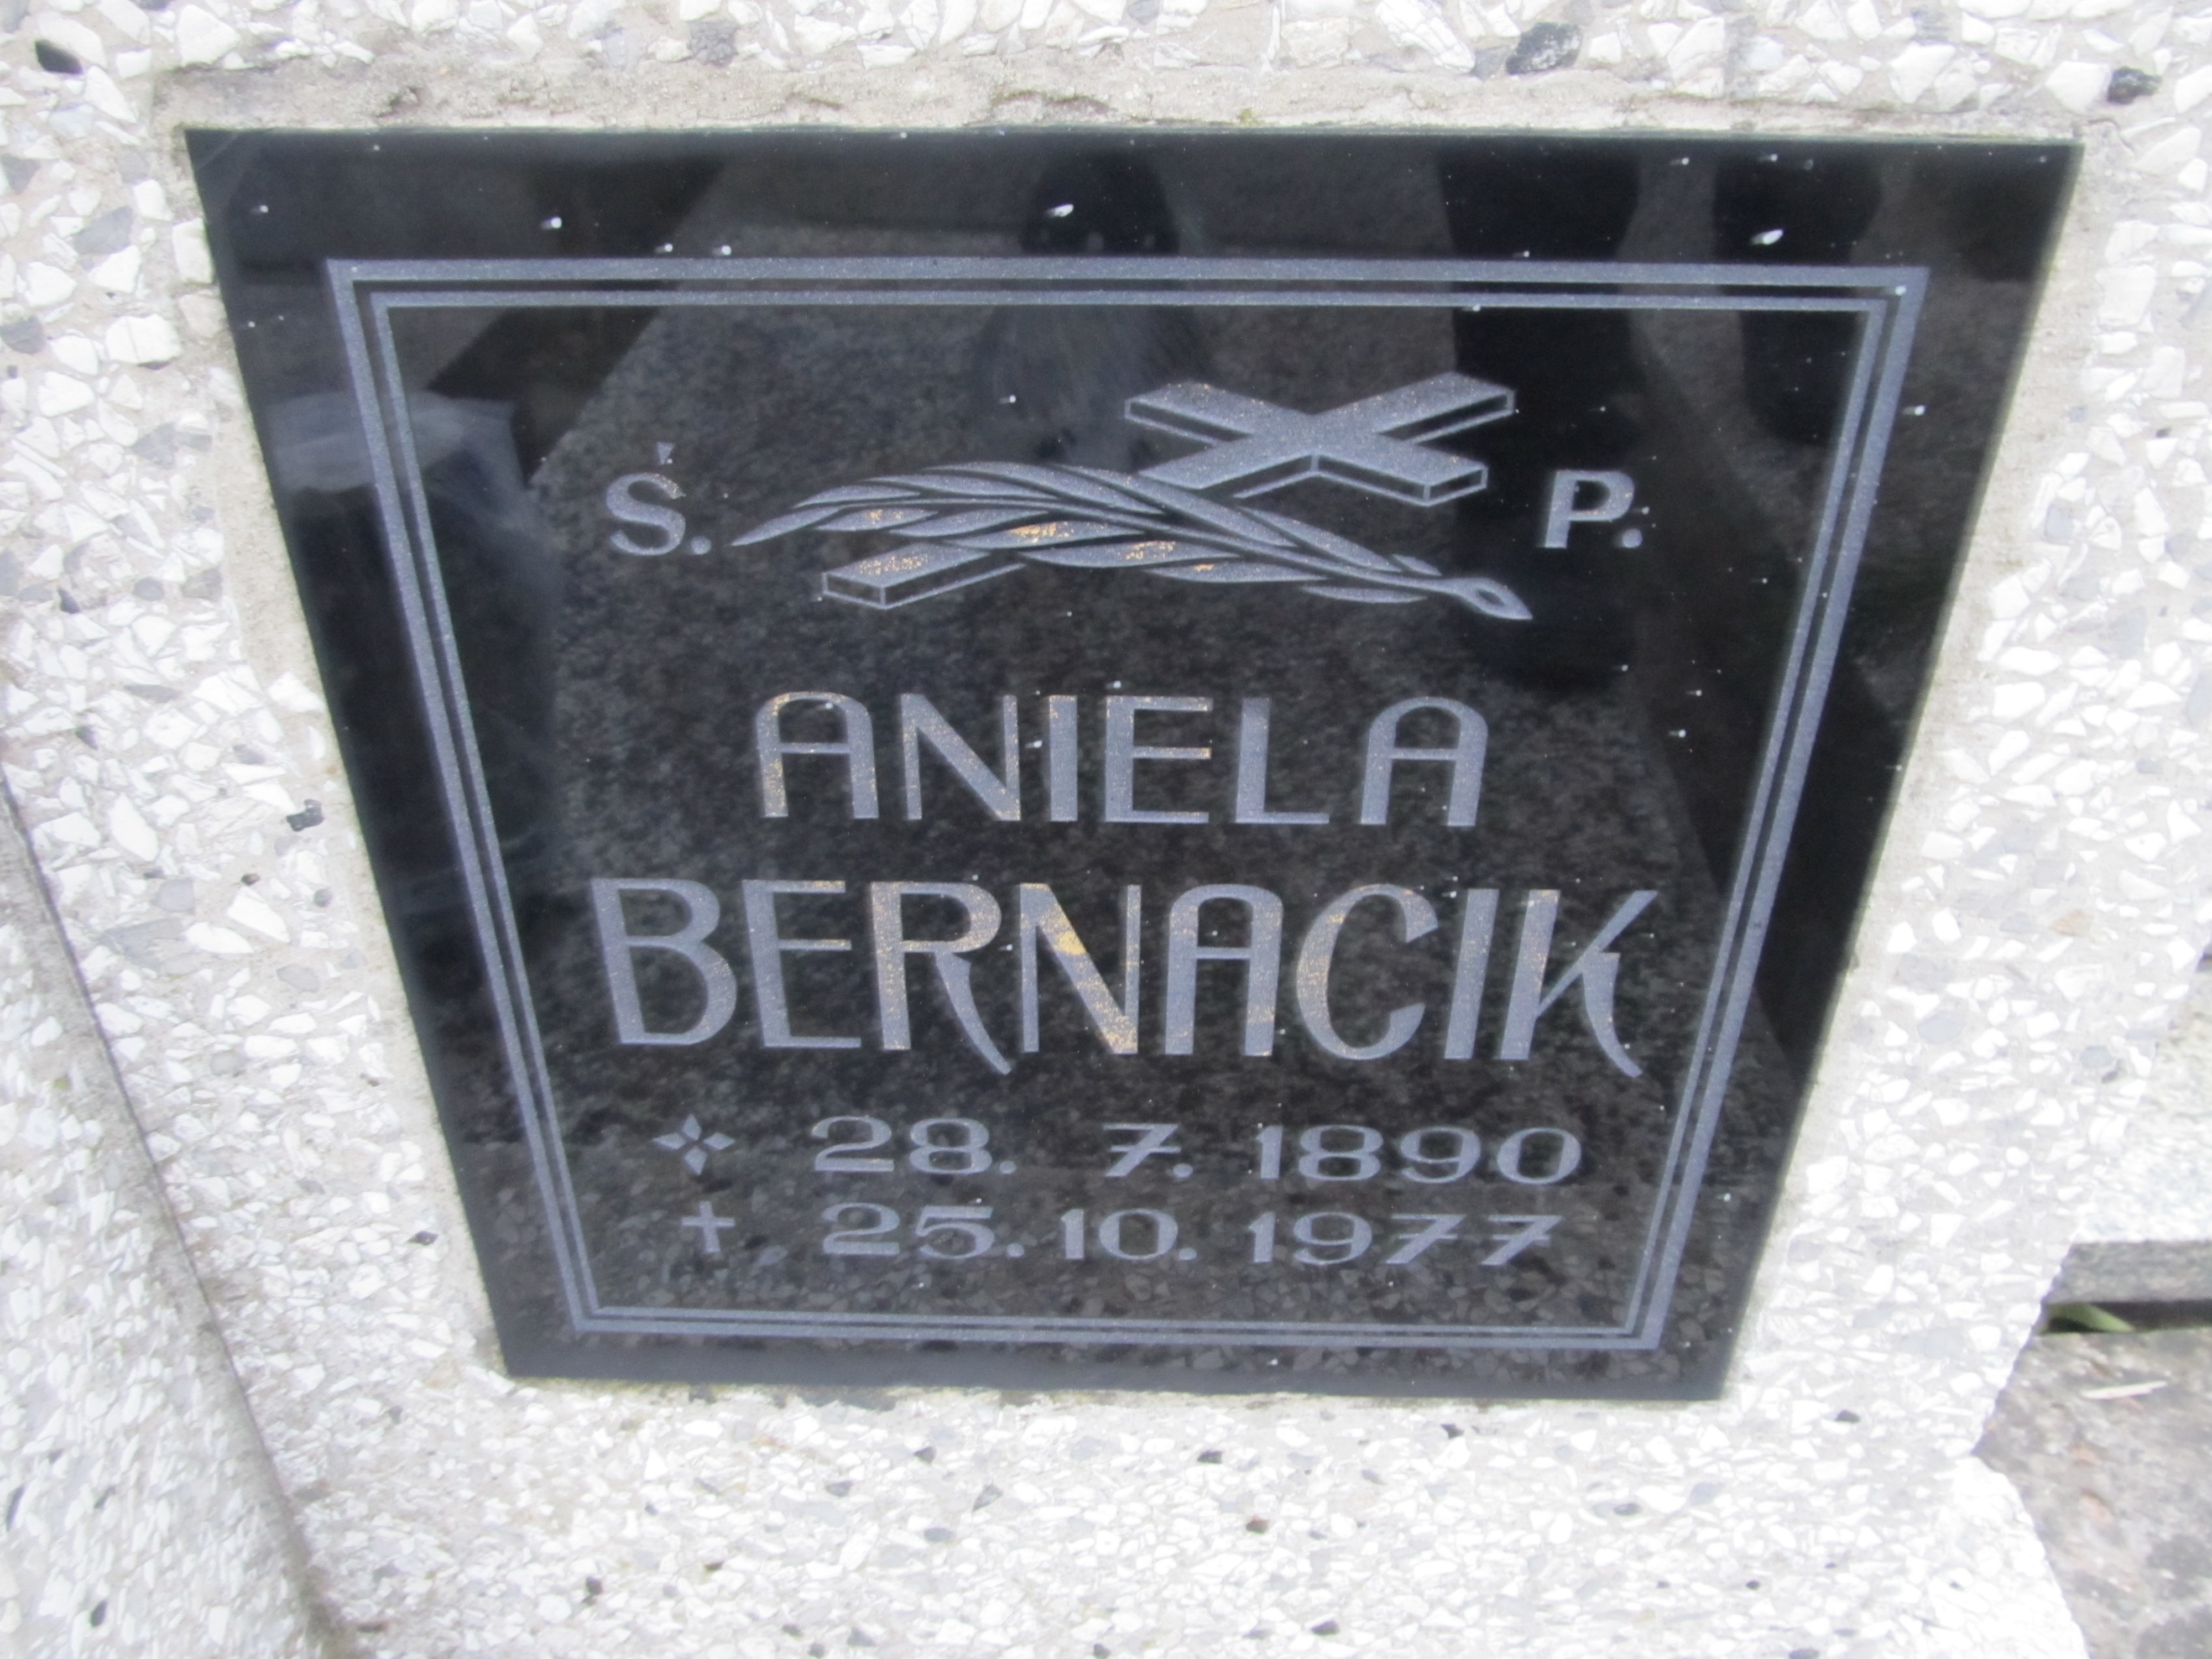 Ś. P.
ANIELA
BERNACIK
28. 7. 1890
† 25. 10. 1977